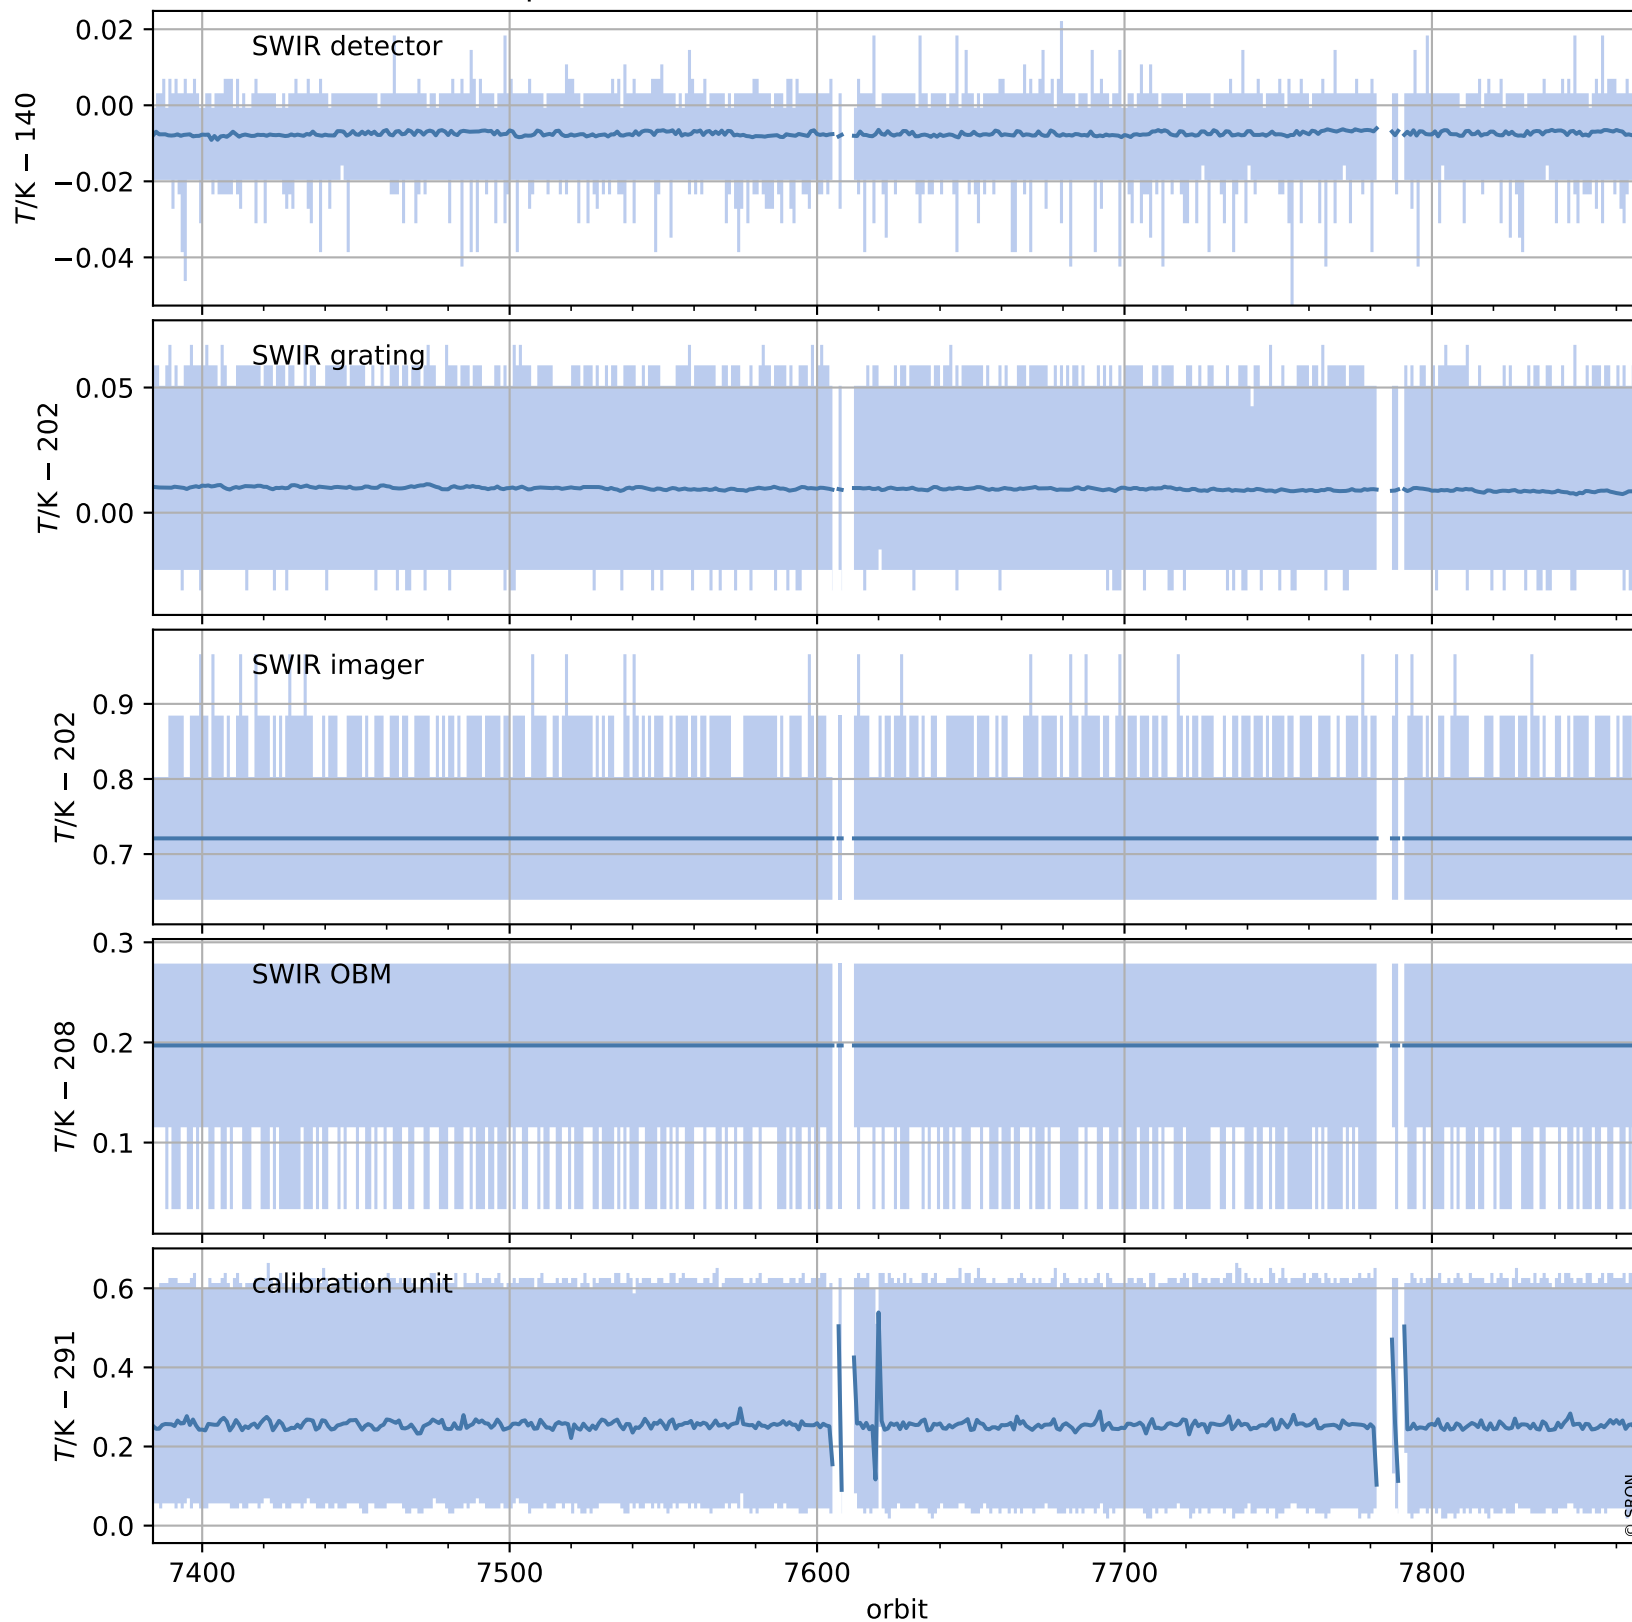 SWIR detector
0.02
0.00
−0.02
−0.04
T/K − 140
SWIR grating
0.05
0.00
T/K − 202
SWIR imager
0.9
0.8
0.7
T/K − 202
SWIR OBM
0.3
0.2
0.1
T/K − 208
calibration unit
0.6
0.4
0.2
0.0
T/K − 291
7400 7500 7600 7700 7800
orbit
© SRON